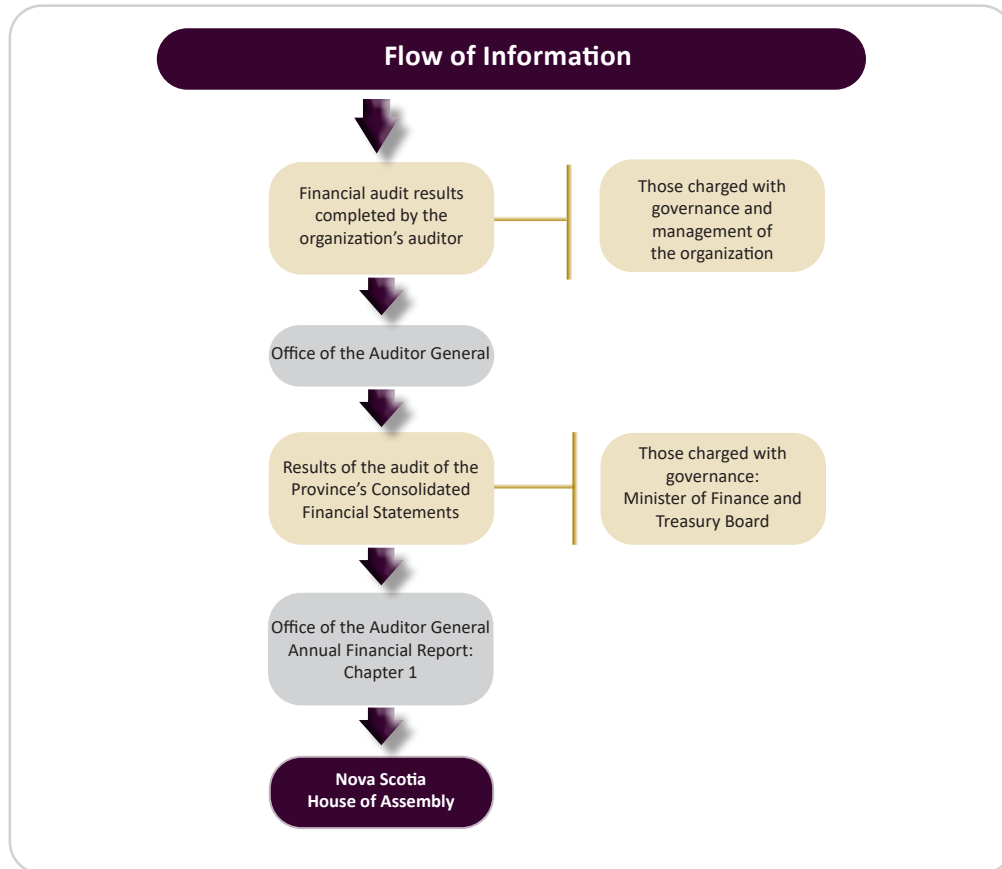 Flow of Information
Financial audit results
completed by the
organization's auditor
Those charged with
governance and
management of
the organization
Office of the Auditor General
Results of the audit of the
Province's Consolidated
Financial Statements
Those charged with
governance:
Minister of Finance and
Treasury Board
Office of the Auditor General
Annual Financial Report:
Chapter 1
Nova Scotia
House of Assembly